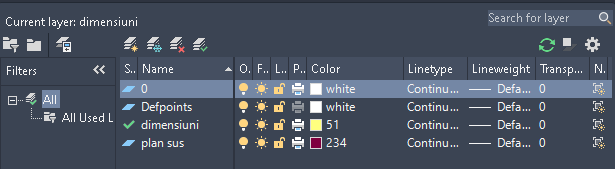 Current layer: dimensiuni
Search for layer
Filters
S.. Name O. F.. L.. P.. Color Linetype Lineweight Transp... N..
All
All Used L
0 white Continu... Defa... 0
Defpoints white Continu... Defa... 0
dimensiuni 51 Continu... Defa... 0
plan sus 234 Continu... Defa... 0